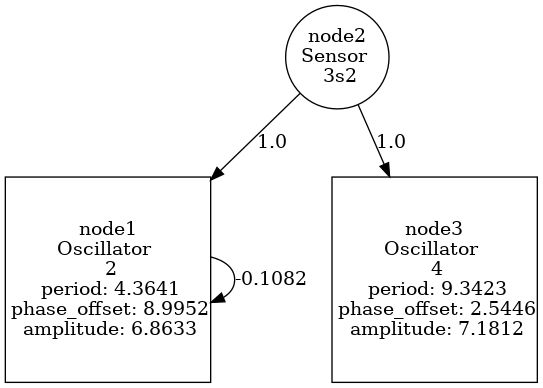 node2
Sensor
3s2
1.0
1.0
node1
Oscillator
2
period: 4.3641
phase_offset: 8.9952
amplitude: 6.8633
-0.1082
node3
Oscillator
4
period: 9.3423
phase_offset: 2.5446
amplitude: 7.1812